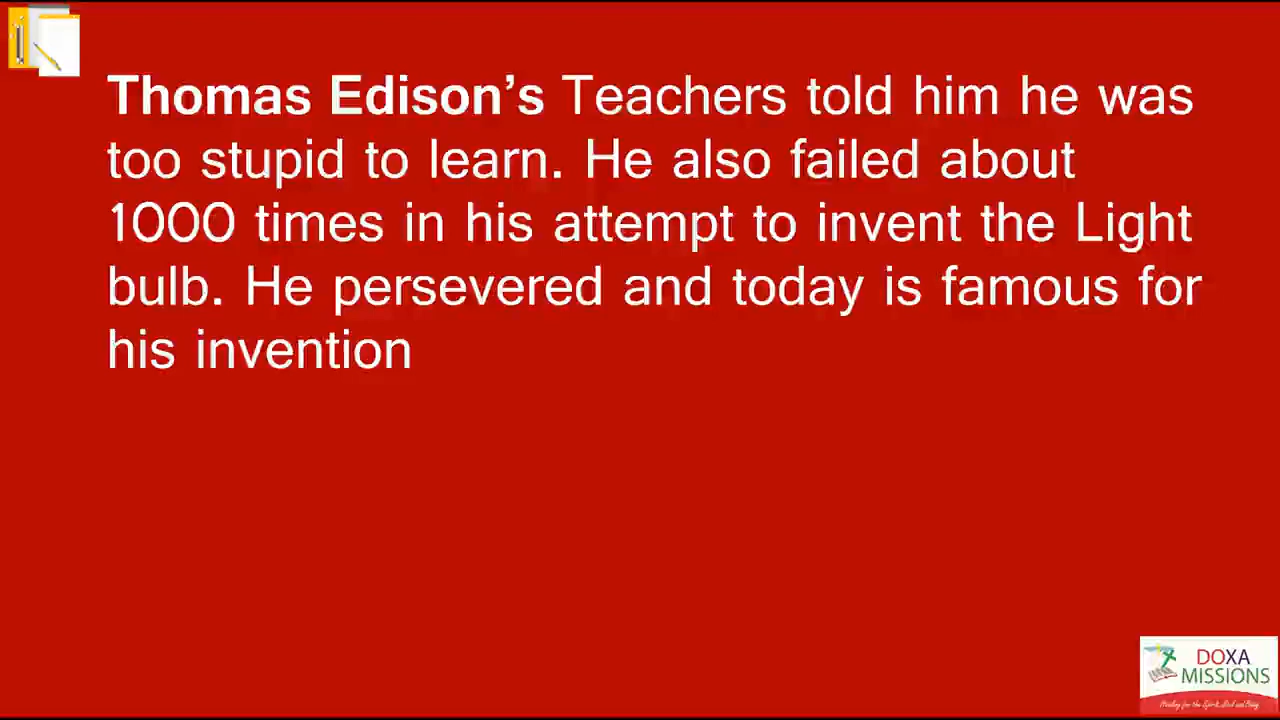 Thomas Edison's Teachers told him he was
too stupid to learn. He also failed about
1000 times in his attempt to invent the Light
bulb. He persevered and today is famous for
his invention
DOXA
MISSIONS